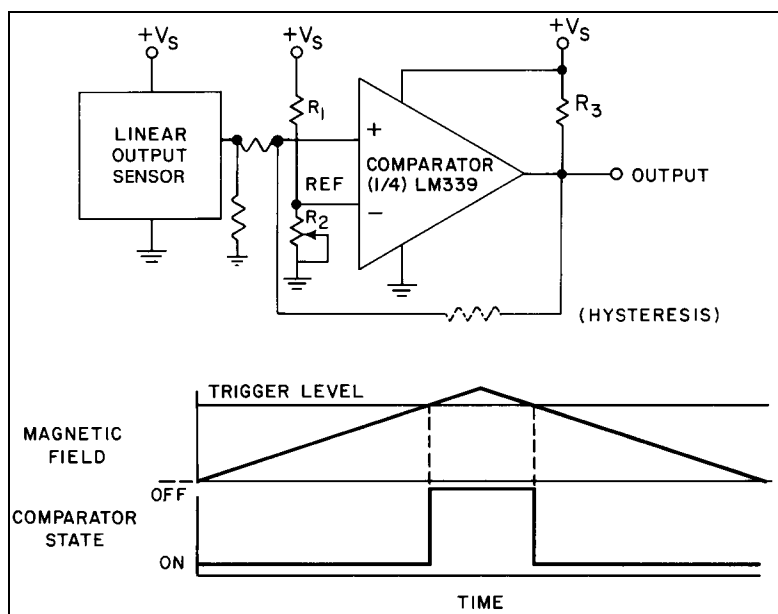 +VS
+VS
+VS
R1
R3
LINEAR
OUTPUT
SENSOR
+
COMPARATOR
(1/4) LM339
OUTPUT
REF
R2
−
(HYSTERESIS)
TRIGGER LEVEL
MAGNETIC
FIELD
OFF
COMPARATOR
STATE
ON
TIME